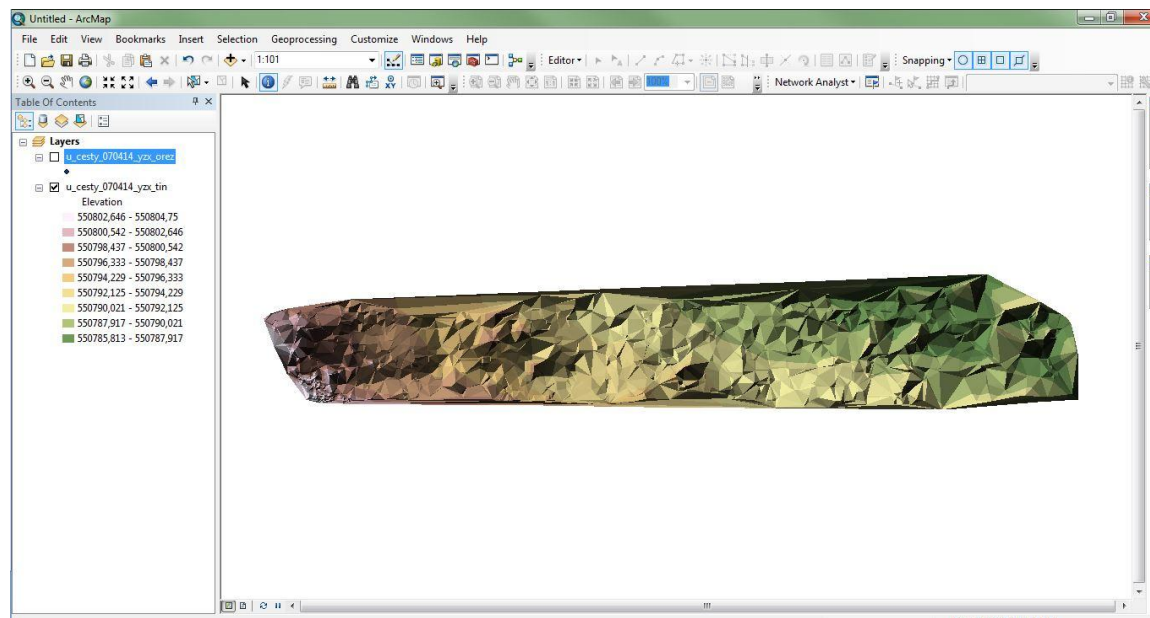 Untitled - ArcMap
File Edit View Bookmarks Insert Selection Geoprocessing Customize Windows Help
1:101 Editor Snapping
100% Network Analyst
Table Of Contents
Layers
u_cesty_070414_yzx_orez
u_cesty_070414_yzx_tin
Elevation
550802,646 - 550804,75
550800,542 - 550802,646
550798,437 - 550800,542
550796,333 - 550798,437
550794,229 - 550796,333
550792,125 - 550794,229
550790,021 - 550792,125
550787,917 - 550790,021
550785,813 - 550787,917